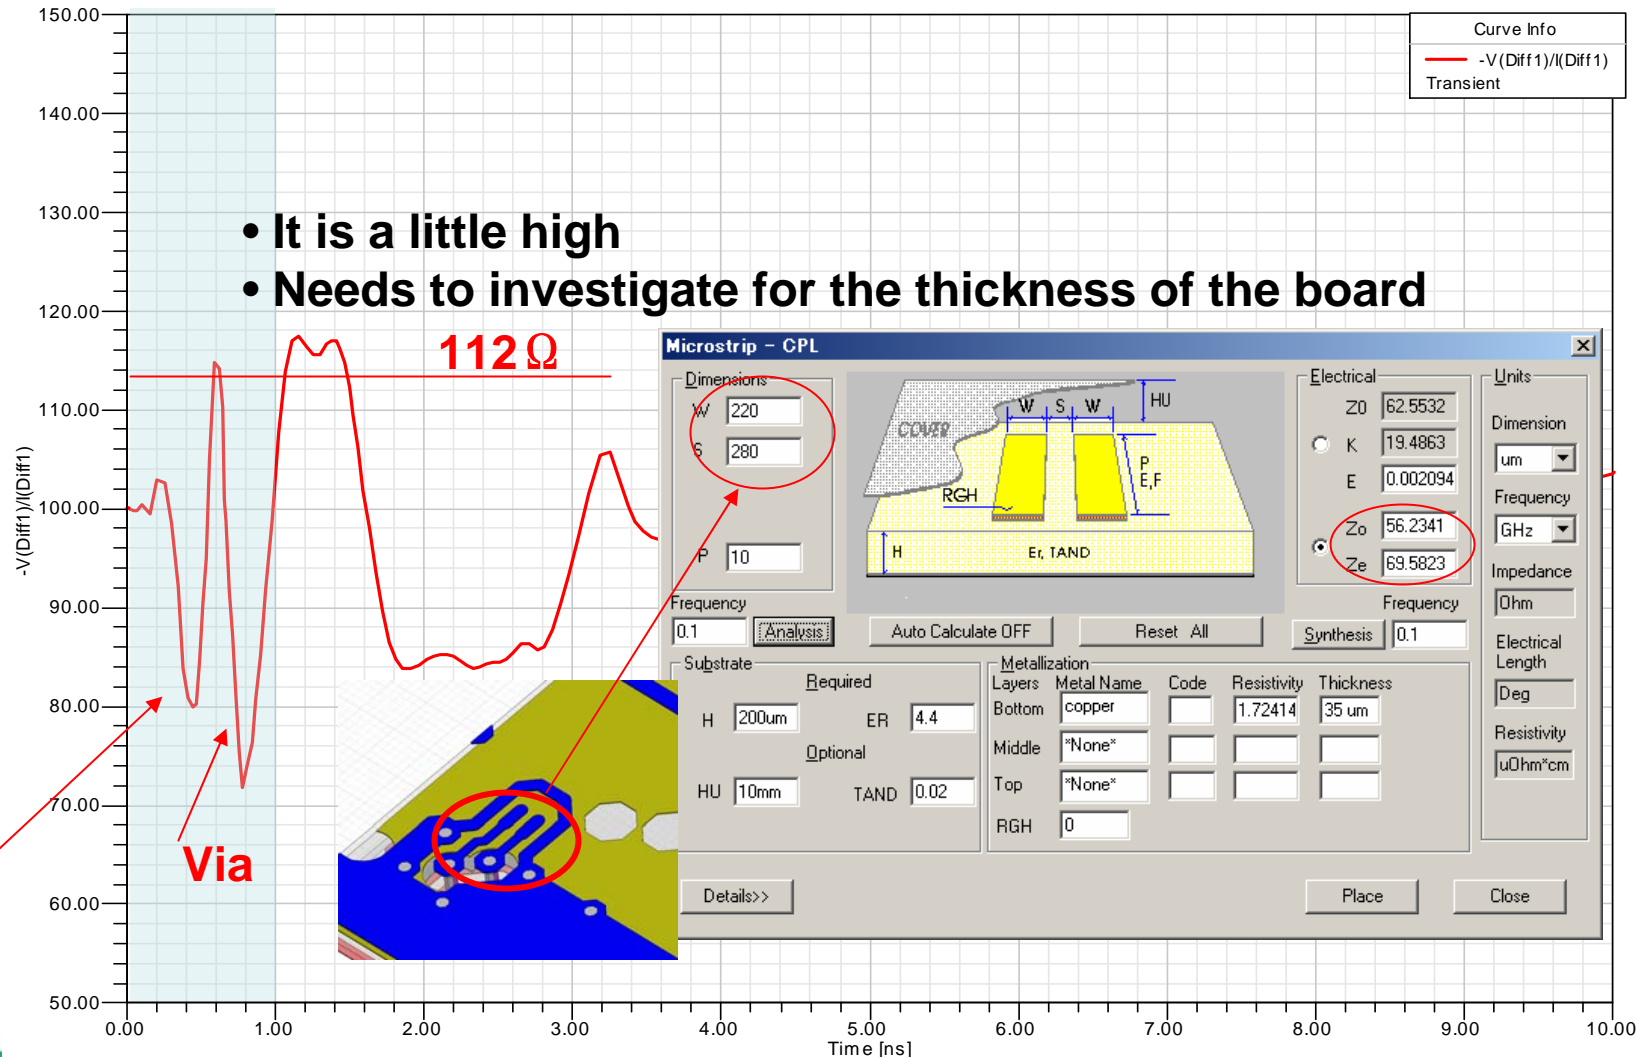 150.00
140.00
130.00
120.00
110.00
100.00
90.00
80.00
70.00
60.00
50.00
-V(Diff1)/I(Diff1)
Curve Info
-V(Diff1)/I(Diff1)
Transient
• It is a little high
• Needs to investigate for the thickness of the board
112 Ω
Via
Microstrip - CPL
Dimensions
W 220
S 280
P 10
Frequency
0.1 Analysis
COVER
W S W
HU
P
E,F
RGH
H
Er, TAND
Auto Calculate OFF
Reset All
Electrical
Z0 62.5532
K 19.4863
E 0.002094
Zo 56.2341
Ze 69.5823
Frequency
Synthesis 0.1
Units
Dimension
um
Frequency
GHz
Impedance
Ohm
Electrical
Length
Deg
Resistivity
uOhm*cm
Substrate
Required
H 200um ER 4.4
Optional
HU 10mm TAND 0.02
Metallization
Layers Metal Name Code Resistivity Thickness
Bottom copper 1.72414 35 um
Middle *None*
Top *None*
RGH 0
Details>>
Place
Close
0.00 1.00 2.00 3.00 4.00 5.00 6.00 7.00 8.00 9.00 10.00
Time [ns]